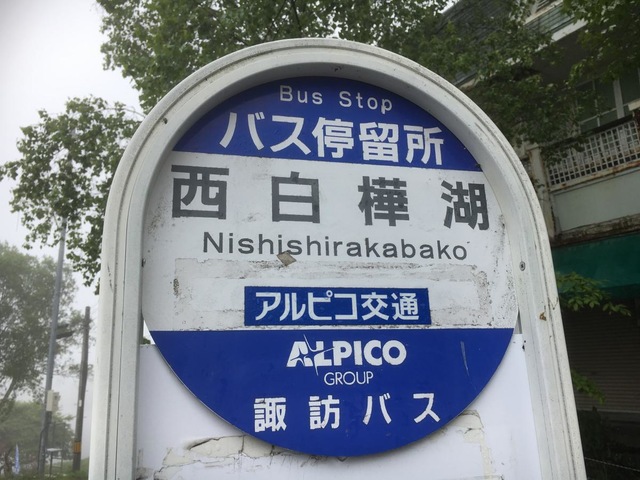 Bus Stop
バス停留所
西白樺湖
Nishishirakabako
アルピコ交通
ALPICO
GROUP
諏訪バス